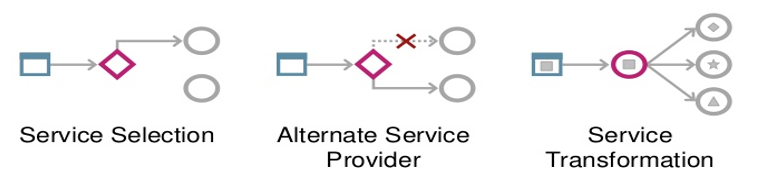 Service Selection
Alternate Service
Provider
Service
Transformation